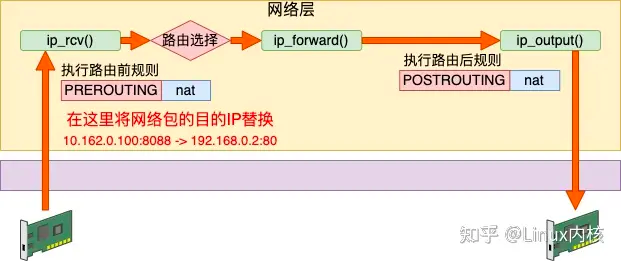 网络层
ip_rcv()
路由选择
ip_forward()
ip_output()
执行路由前规则
PREROUTING nat
执行路由后规则
POSTROUTING nat
在这里将网络包的目的IP替换
10.162.0.100:8088 -> 192.168.0.2:80
知乎 @Linux内核